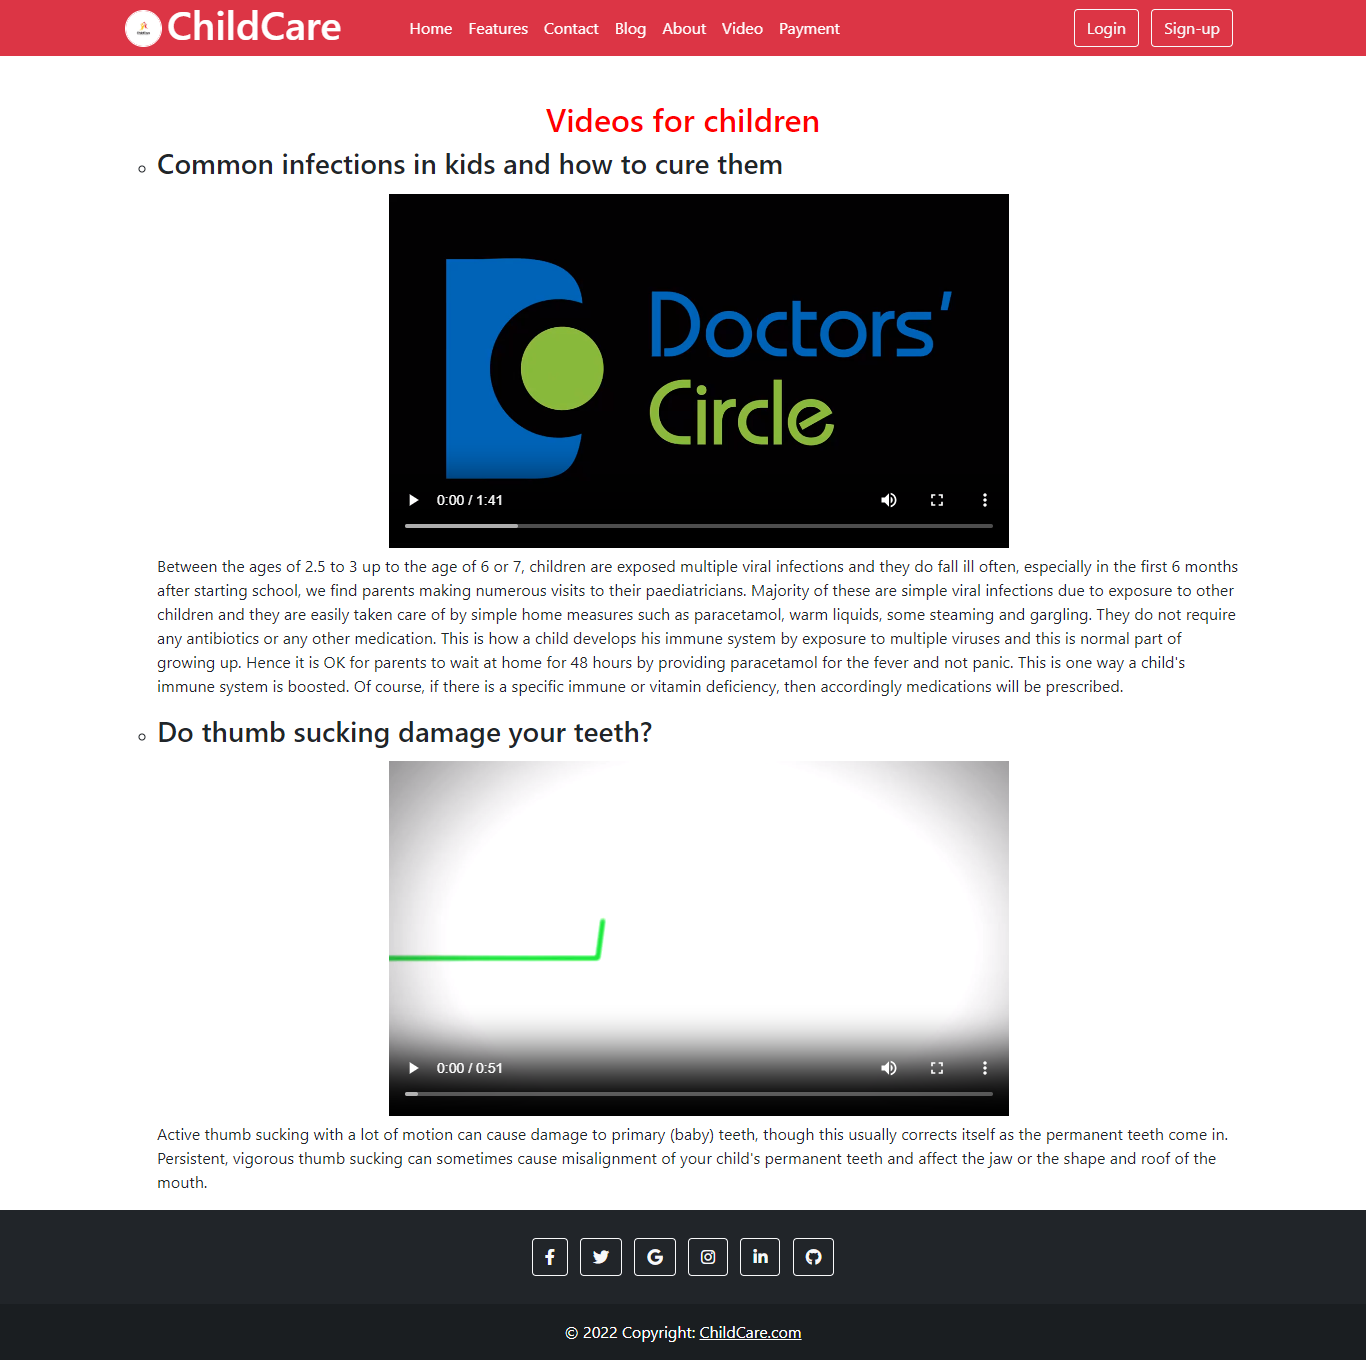 ChildCare
Home Features Contact Blog About Video Payment
Login Sign-up
Videos for children
Common infections in kids and how to cure them
Doctors'
Circle
0:00 / 1:41
Between the ages of 2.5 to 3 up to the age of 6 or 7, children are exposed multiple viral infections and they do fall ill often, especially in the first 6 months
after starting school, we find parents making numerous visits to their paediatricians. Majority of these are simple viral infections due to exposure to other
children and they are easily taken care of by simple home measures such as paracetamol, warm liquids, some steaming and gargling. They do not require
any antibiotics or any other medication. This is how a child develops his immune system by exposure to multiple viruses and this is normal part of
growing up. Hence it is OK for parents to wait at home for 48 hours by providing paracetamol for the fever and not panic. This is one way a child's
immune system is boosted. Of course, if there is a specific immune or vitamin deficiency, then accordingly medications will be prescribed.
Do thumb sucking damage your teeth?
0:00 / 0:51
Active thumb sucking with a lot of motion can cause damage to primary (baby) teeth, though this usually corrects itself as the permanent teeth come in.
Persistent, vigorous thumb sucking can sometimes cause misalignment of your child's permanent teeth and affect the jaw or the shape and roof of the
mouth.
© 2022 Copyright: ChildCare.com